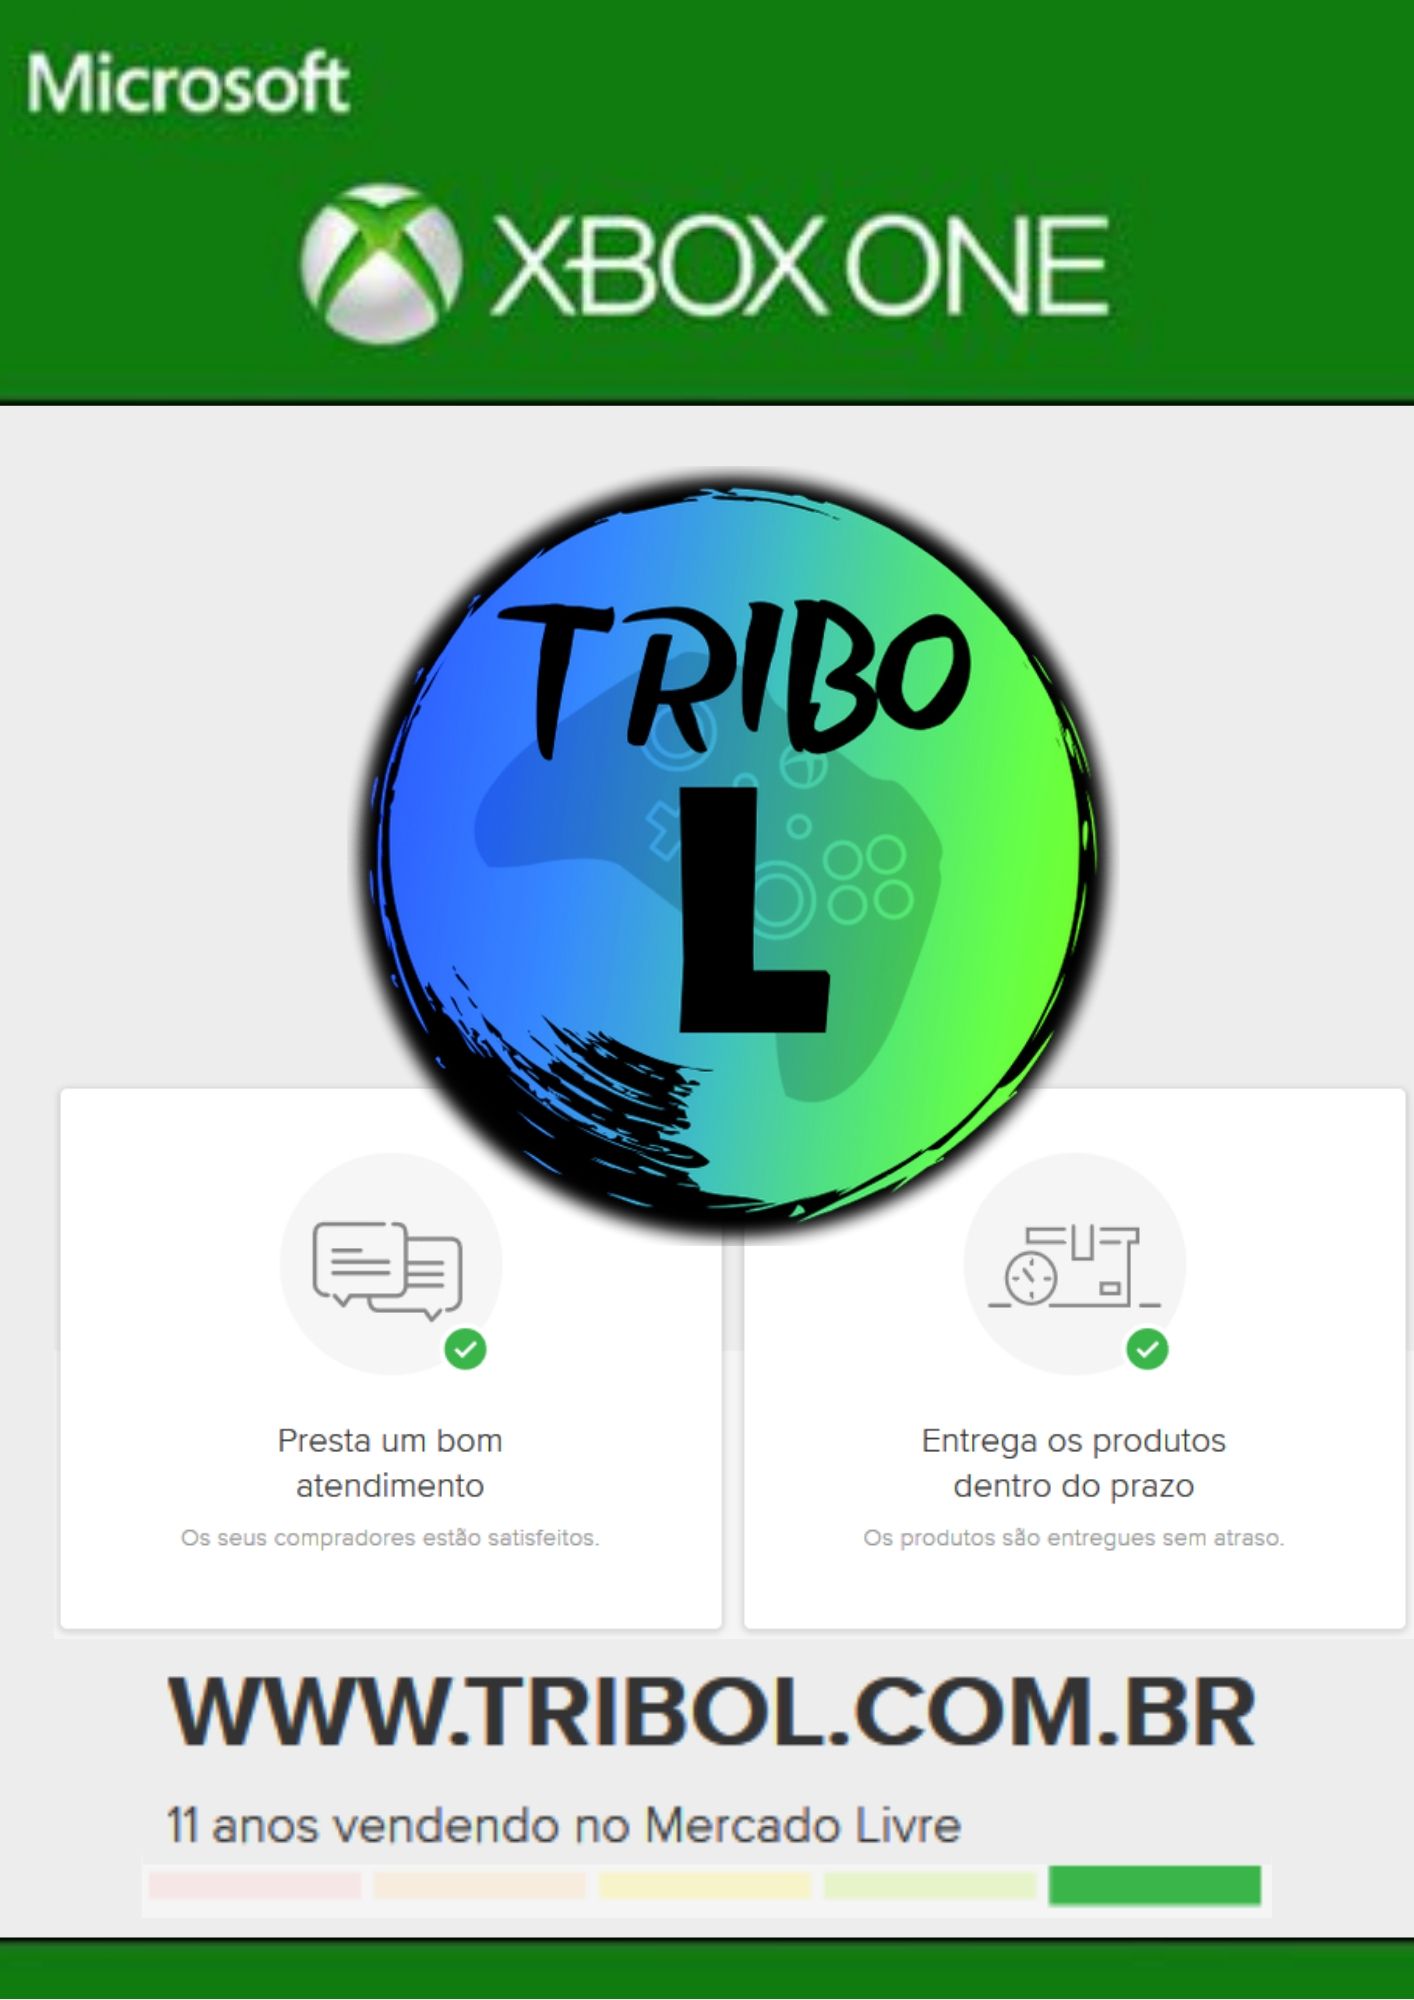 Microsoft
XBOX ONE
TRIBO
L
Presta um bom
atendimento
Os seus compradores estão satisfeitos.
Entrega os produtos
dentro do prazo
Os produtos são entregues sem atraso.
WWW.TRIBOL.COM.BR
11 anos vendendo no Mercado Livre